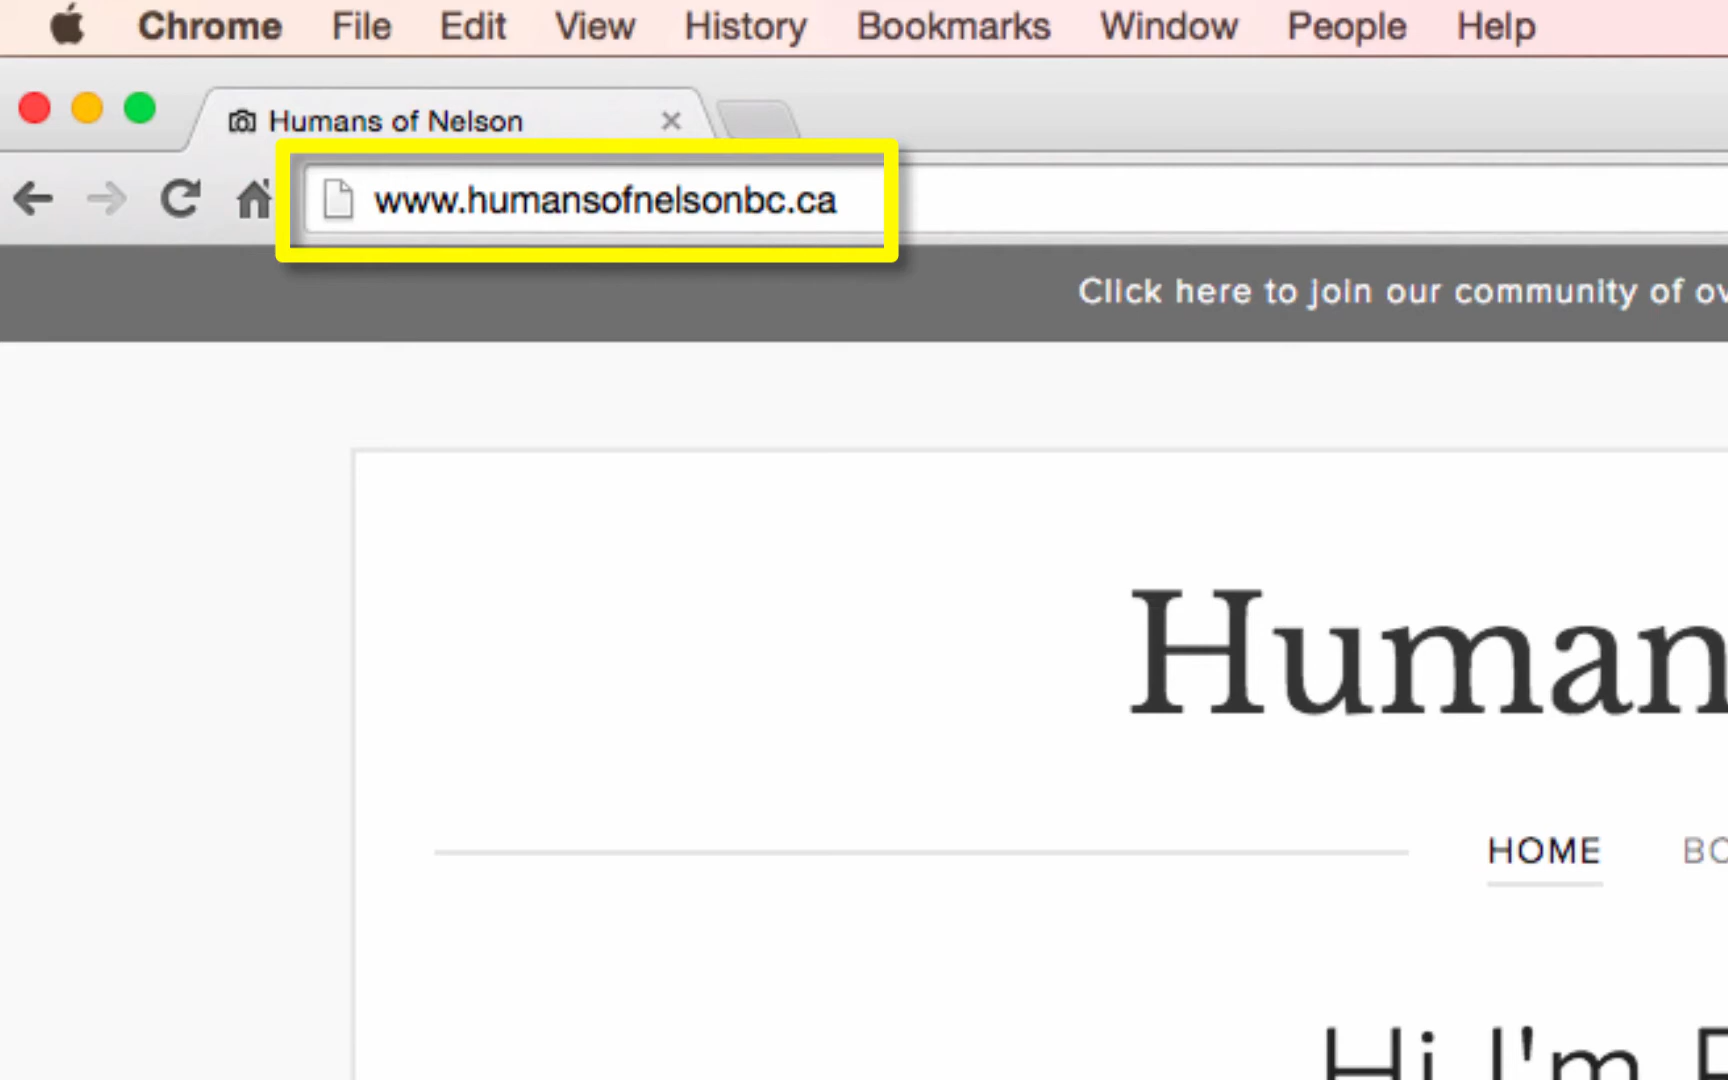 Chrome File Edit View History Bookmarks Window People Help
Humans of Nelson
www.humansofnelsonbc.ca
Click here to join our community of
Human
HOME
Hi I'm